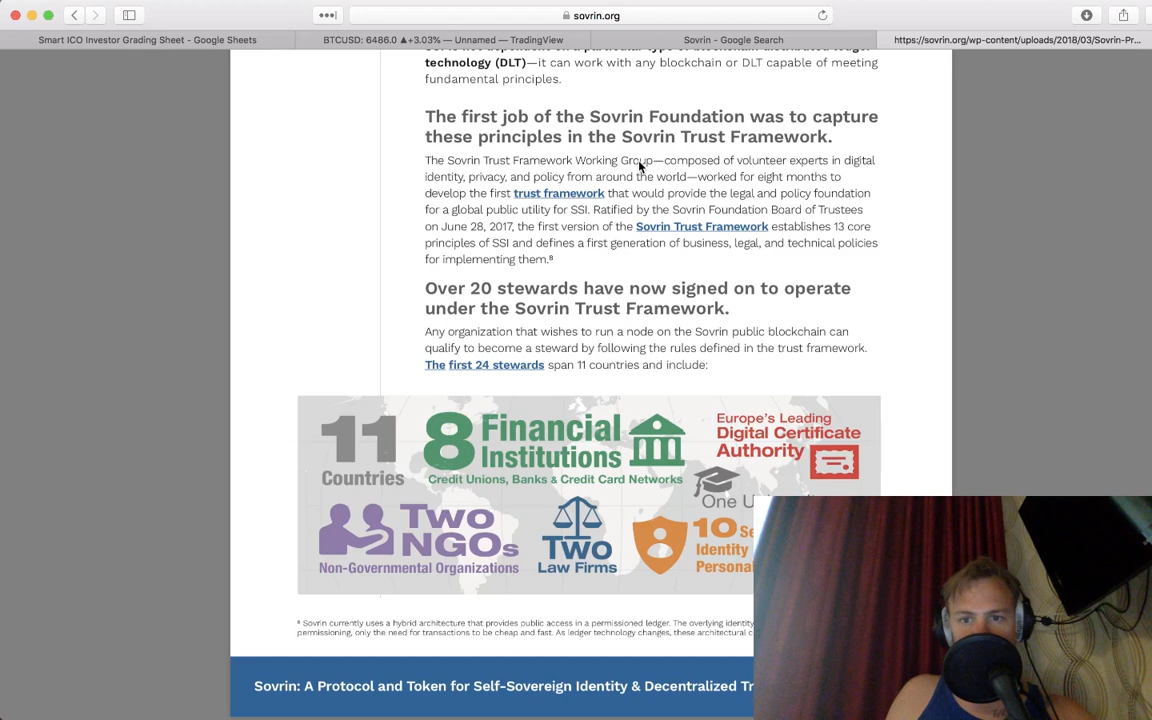 sovrin.org
Smart ICO Investor Grading Sheet - Google Sheets
BTCUSD: 6486.0 ▲+3.03% — Unnamed — TradingView
Sovrin - Google Search
https://sovrin.org/wp-content/uploads/2018/03/Sovrin-Pr...
technology (DLT)—it can work with any blockchain or DLT capable of meeting
fundamental principles.
The first job of the Sovrin Foundation was to capture
these principles in the Sovrin Trust Framework.
The Sovrin Trust Framework Working Group—composed of volunteer experts in digital
identity, privacy, and policy from around the world—worked for eight months to
develop the first trust framework that would provide the legal and policy foundation
for a global public utility for SSI. Ratified by the Sovrin Foundation Board of Trustees
on June 28, 2017, the first version of the Sovrin Trust Framework establishes 13 core
principles of SSI and defines a first generation of business, legal, and technical policies
for implementing them.⁸
Over 20 stewards have now signed on to operate
under the Sovrin Trust Framework.
Any organization that wishes to run a node on the Sovrin public blockchain can
qualify to become a steward by following the rules defined in the trust framework.
The first 24 stewards span 11 countries and include:
11
Countries
8 Financial
Institutions
Credit Unions, Banks & Credit Card Networks
Europe's Leading
Digital Certificate
Authority
One U
Two
NGOs
Non-Governmental Organizations
Two
Law Firms
10 Se
Identity
Persona
⁸ Sovrin currently uses a hybrid architecture that provides public access in a permissioned ledger. The overlying identity
permissioning, only the need for transactions to be cheap and fast. As ledger technology changes, these architectural c
Sovrin: A Protocol and Token for Self-Sovereign Identity & Decentralized Tr